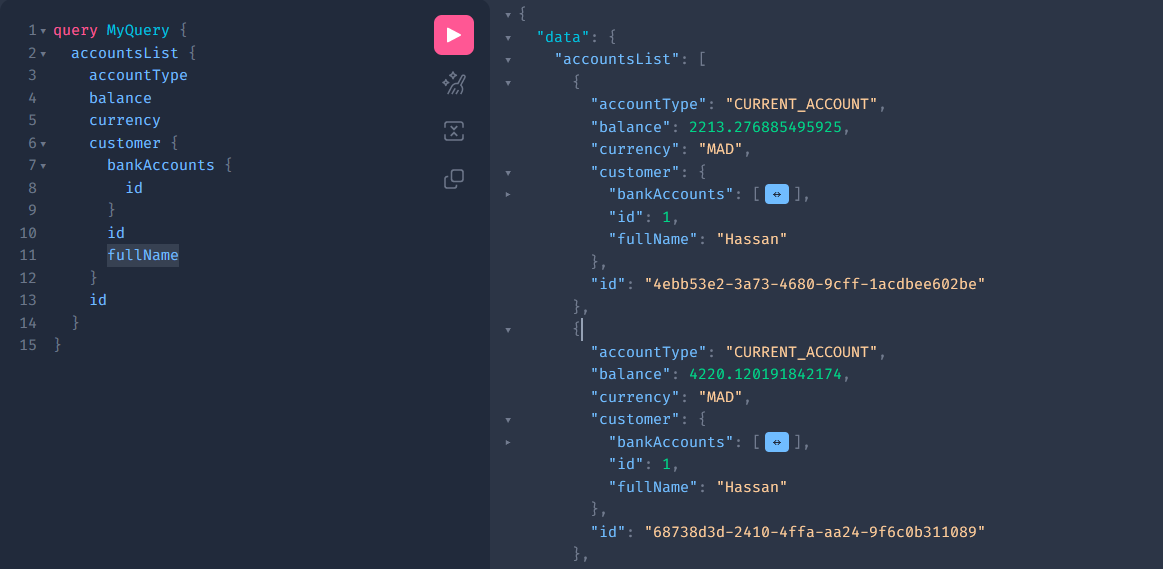 1 query MyQuery {
2 accountsList {
3 accountType
4 balance
5 currency
6 customer {
7 bankAccounts {
8 id
9 }
10 id
11 fullName
12 }
13 id
14 }
15 }
{
"data": {
"accountsList": [
{
"accountType": "CURRENT_ACCOUNT",
"balance": 2213.276885495925,
"currency": "MAD",
"customer": {
"bankAccounts": [ ↔ ],
"id": 1,
"fullName": "Hassan"
},
"id": "4ebb53e2-3a73-4680-9cff-1acdbee602be"
},
{
"accountType": "CURRENT_ACCOUNT",
"balance": 4220.120191842174,
"currency": "MAD",
"customer": {
"bankAccounts": [ ↔ ],
"id": 1,
"fullName": "Hassan"
},
"id": "68738d3d-2410-4ffa-aa24-9f6c0b311089"
},